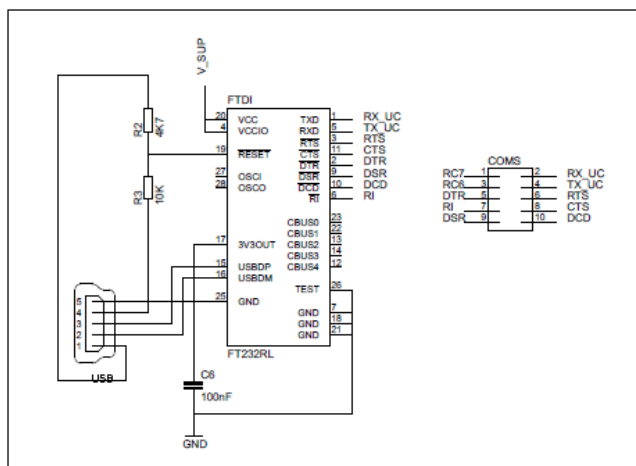 V_SUP
FTDI
20 VCC TXD 1 RX_UC
4 VCCIO RXD 5 TX_UC
RTS 3 RTS
19 RESET CTS 11 CTS
DTR 2 DTR
27 OSCI DSR 9 DSR
28 OSCO DCD 10 DCD
RI 6 RI
R2 4K7
R3 10K
CBUS0 23
CBUS1 22
17 3V3OUT CBUS2 13
CBUS3 14
15 USBDP CBUS4 12
16 USBDM
TEST 26
25 GND
GND 7
GND 18
GND 21
FT232RL
5
4
3
2
1
USB
C6
100nF
GND
COMS
RC7 1 2 RX_UC
RC6 3 4 TX_UC
DTR 5 6 RTS
RI 7 8 CTS
DSR 9 10 DCD